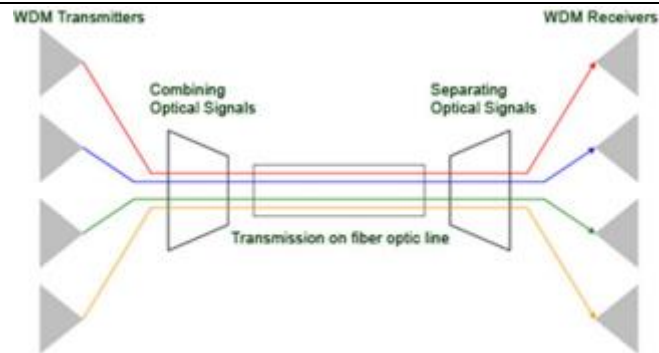 WDM Transmitters
WDM Receivers
Combining
Optical Signals
Separating
Optical Signals
Transmission on fiber optic line